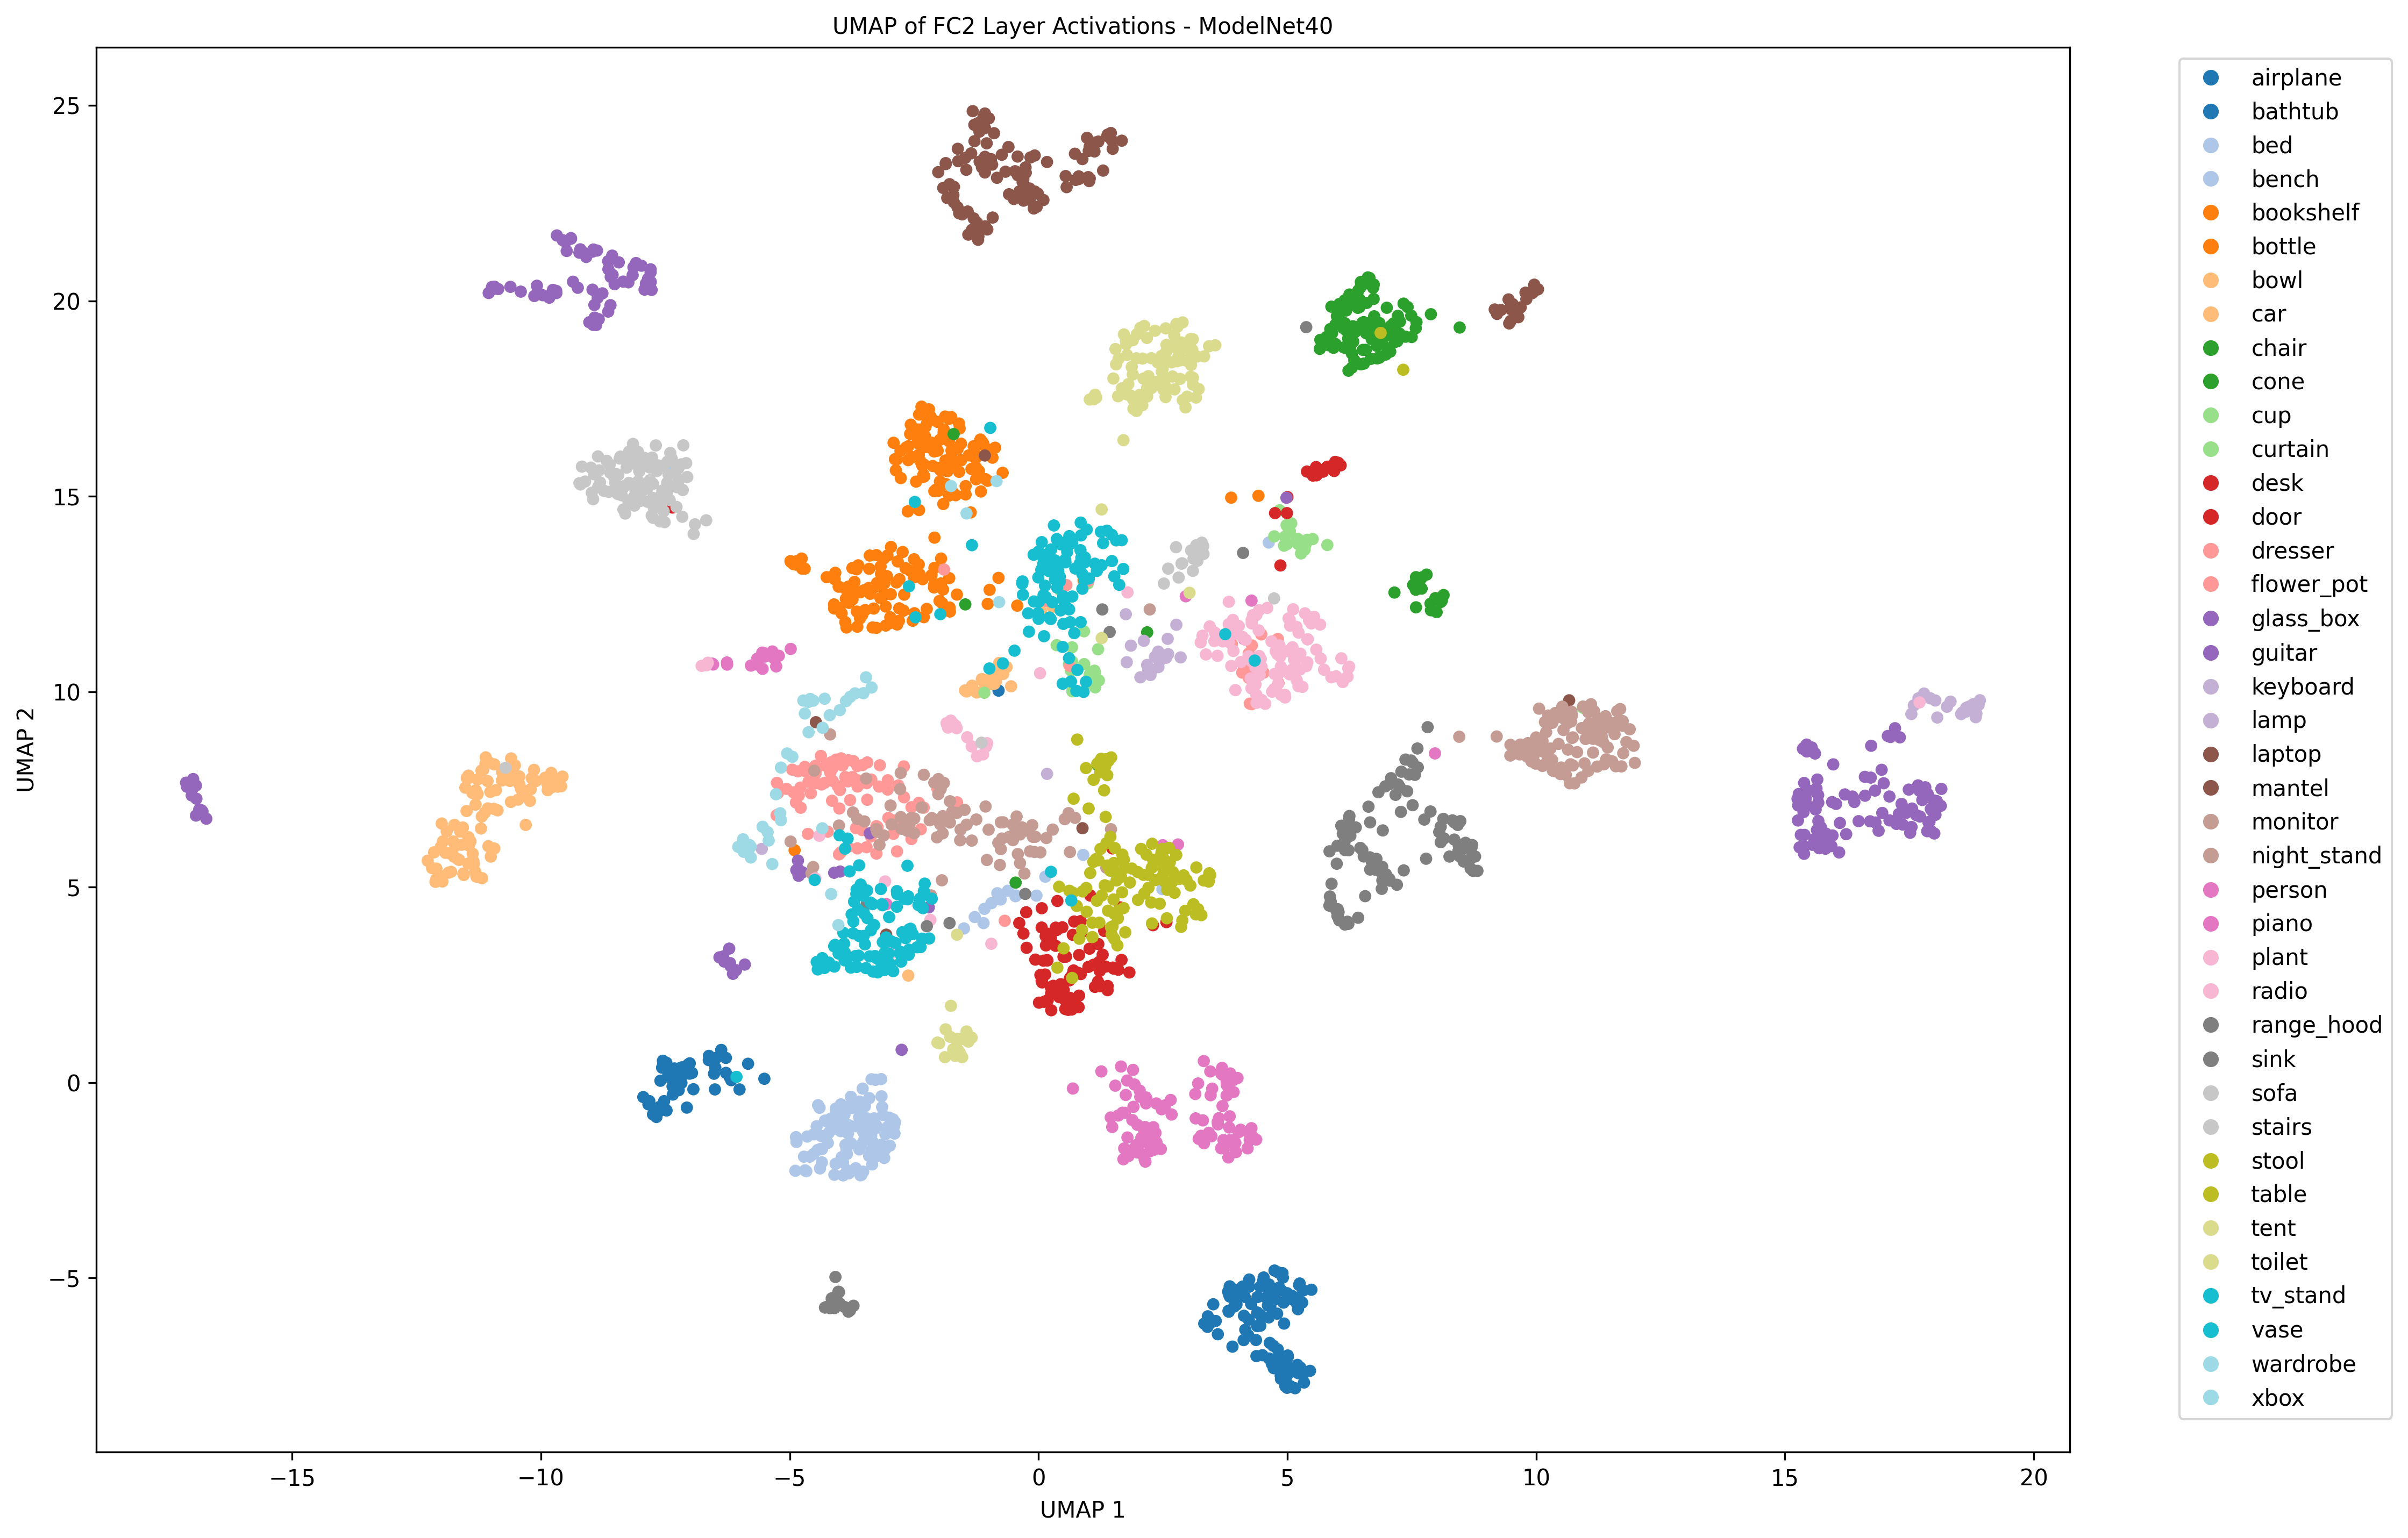 UMAP of FC2 Layer Activations - ModelNet40
25
20
15
10
5
0
−5
UMAP 2
−15
−10
−5
0
5
10
15
20
UMAP 1
airplane
bathtub
bed
bench
bookshelf
bottle
bowl
car
chair
cone
cup
curtain
desk
door
dresser
flower_pot
glass_box
guitar
keyboard
lamp
laptop
mantel
monitor
night_stand
person
piano
plant
radio
range_hood
sink
sofa
stairs
stool
table
tent
toilet
tv_stand
vase
wardrobe
xbox